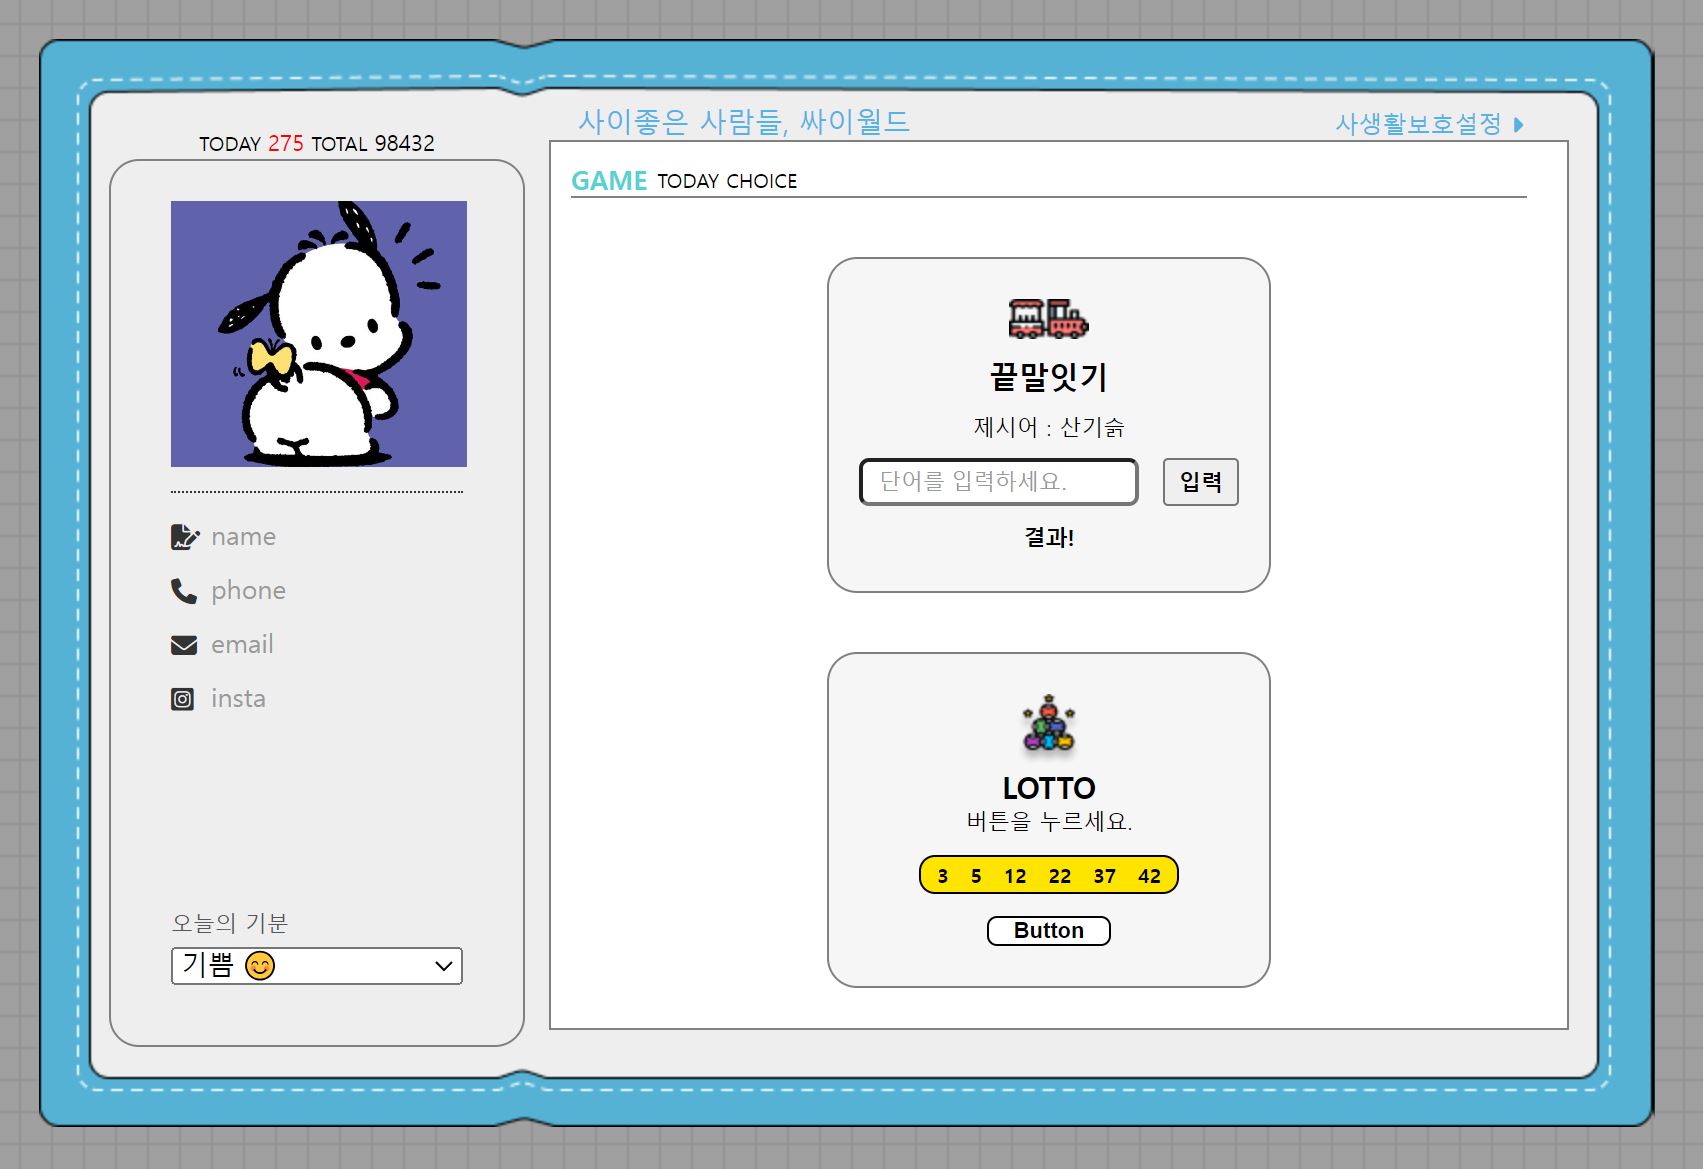 TODAY 275 TOTAL 98432
name
phone
email
insta
오늘의 기분
기쁨 😊
사이좋은 사람들, 싸이월드
사생활보호설정
GAME TODAY CHOICE
끝말잇기
제시어 : 산기슭
단어를 입력하세요. 입력
결과!
LOTTO
버튼을 누르세요.
3 5 12 22 37 42
Button